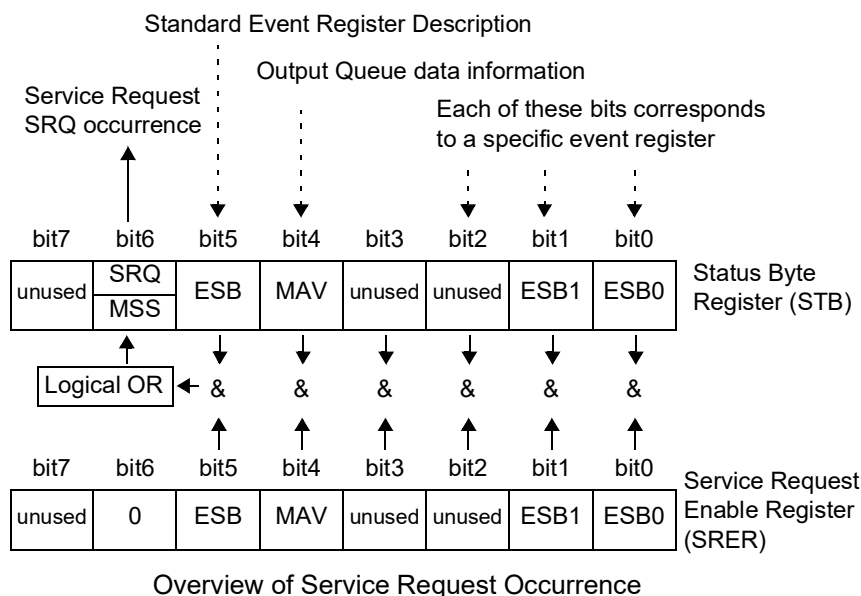 Standard Event Register Description
Output Queue data information
Service Request
SRQ occurrence
Each of these bits corresponds
to a specific event register
bit7 bit6 bit5 bit4 bit3 bit2 bit1 bit0
unused SRQ MSS ESB MAV unused unused ESB1 ESB0
Status Byte
Register (STB)
Logical OR & & & & & &
bit7 bit6 bit5 bit4 bit3 bit2 bit1 bit0
unused 0 ESB MAV unused unused ESB1 ESB0
Service Request
Enable Register
(SRER)
Overview of Service Request Occurrence